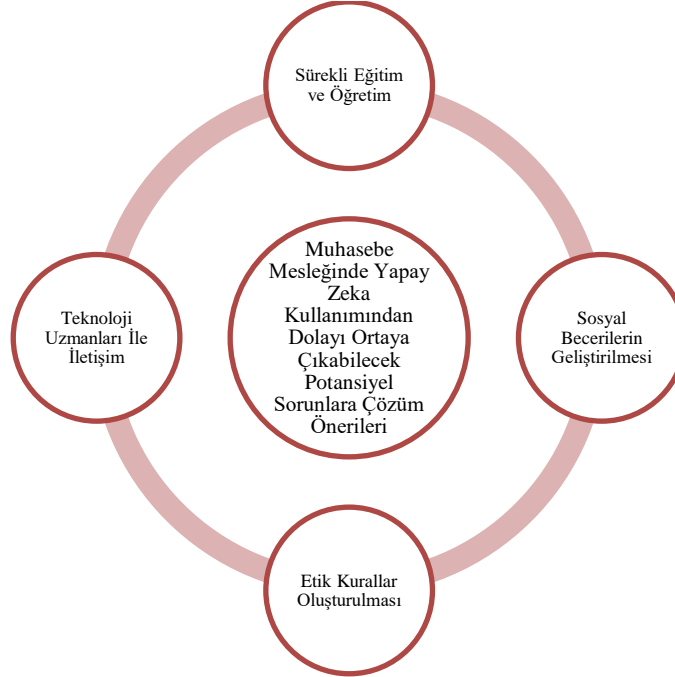 Sürekli Eğitim
ve Öğretim
Muhasebe
Mesleğinde Yapay
Zeka
Kullanımından
Dolayı Ortaya
Çıkabilecek
Potansiyel
Sorunlara Çözüm
Önerileri
Teknoloji
Uzmanları İle
İletişim
Sosyal
Becerilerin
Geliştirilmesi
Etik Kurallar
Oluşturulması